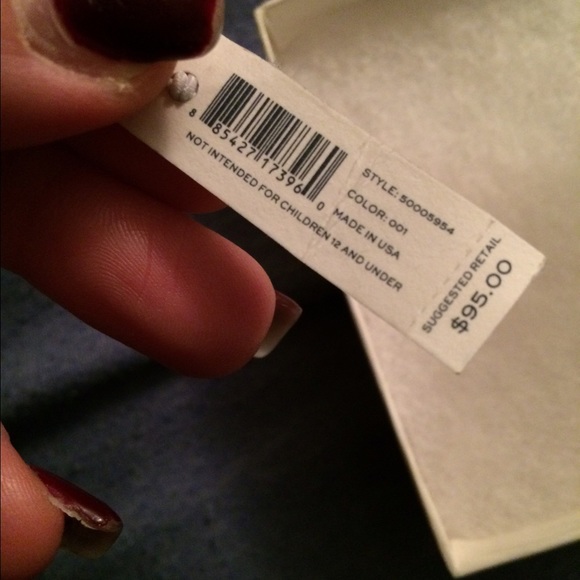 8 85427 17396 0
NOT INTENDED FOR CHILDREN 12 AND UNDER
STYLE: 50005954
COLOR: 001
MADE IN USA
SUGGESTED RETAIL
$95.00